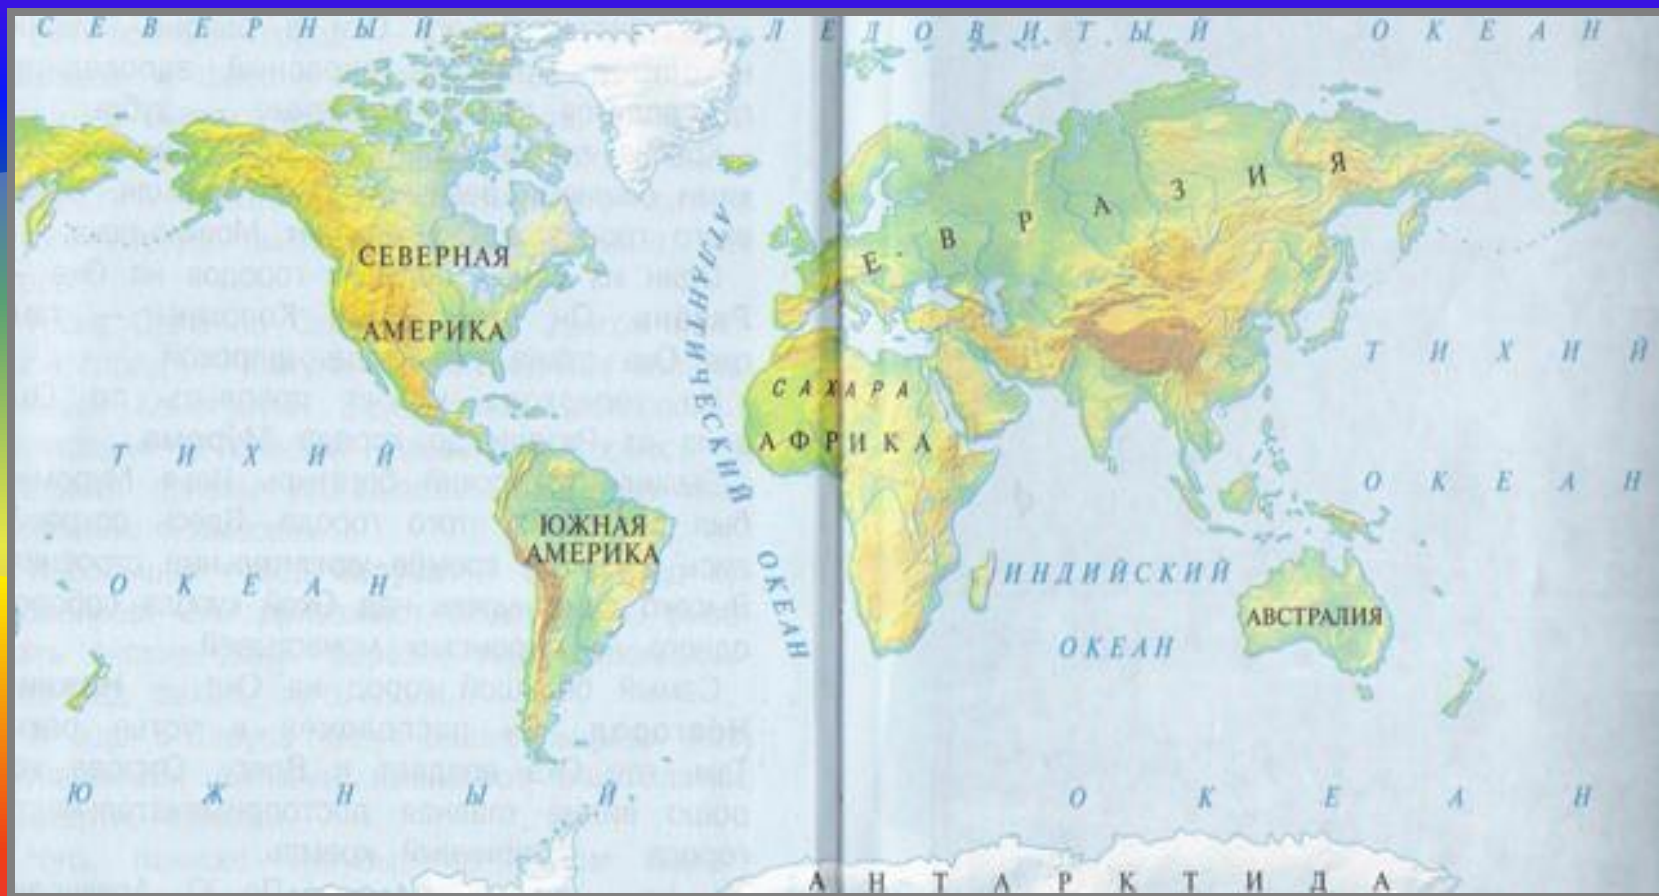 СЕВЕРНЫЙ ЛЕДОВИТЫЙ ОКЕАН
ЕВРАЗИЯ
СЕВЕРНАЯ
АМЕРИКА
АТЛАНТИЧЕСКИЙ
ОКЕАН
САХАРА
АФРИКА
ТИХИЙ
ОКЕАН
ТИХИЙ
ОКЕАН
ЮЖНАЯ
АМЕРИКА
ИНДИЙСКИЙ
ОКЕАН
АВСТРАЛИЯ
ЮЖНЫЙ ОКЕАН
АНТАРКТИДА